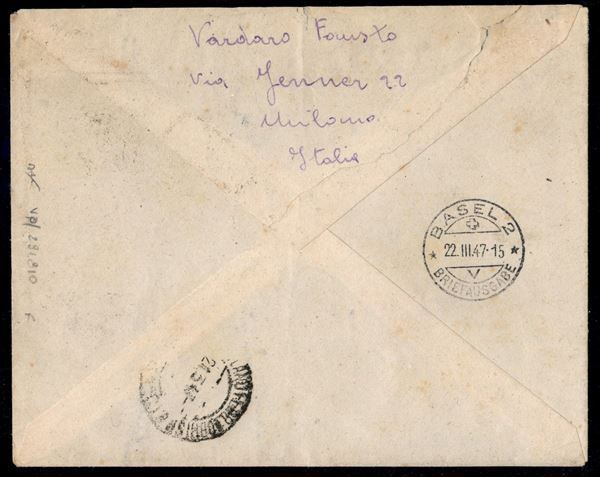 Vardaro Fausto
Via Jenner 22
Milano
Italia
BASEL 2
22.III.47-15
V
BRIEFAUSGABE